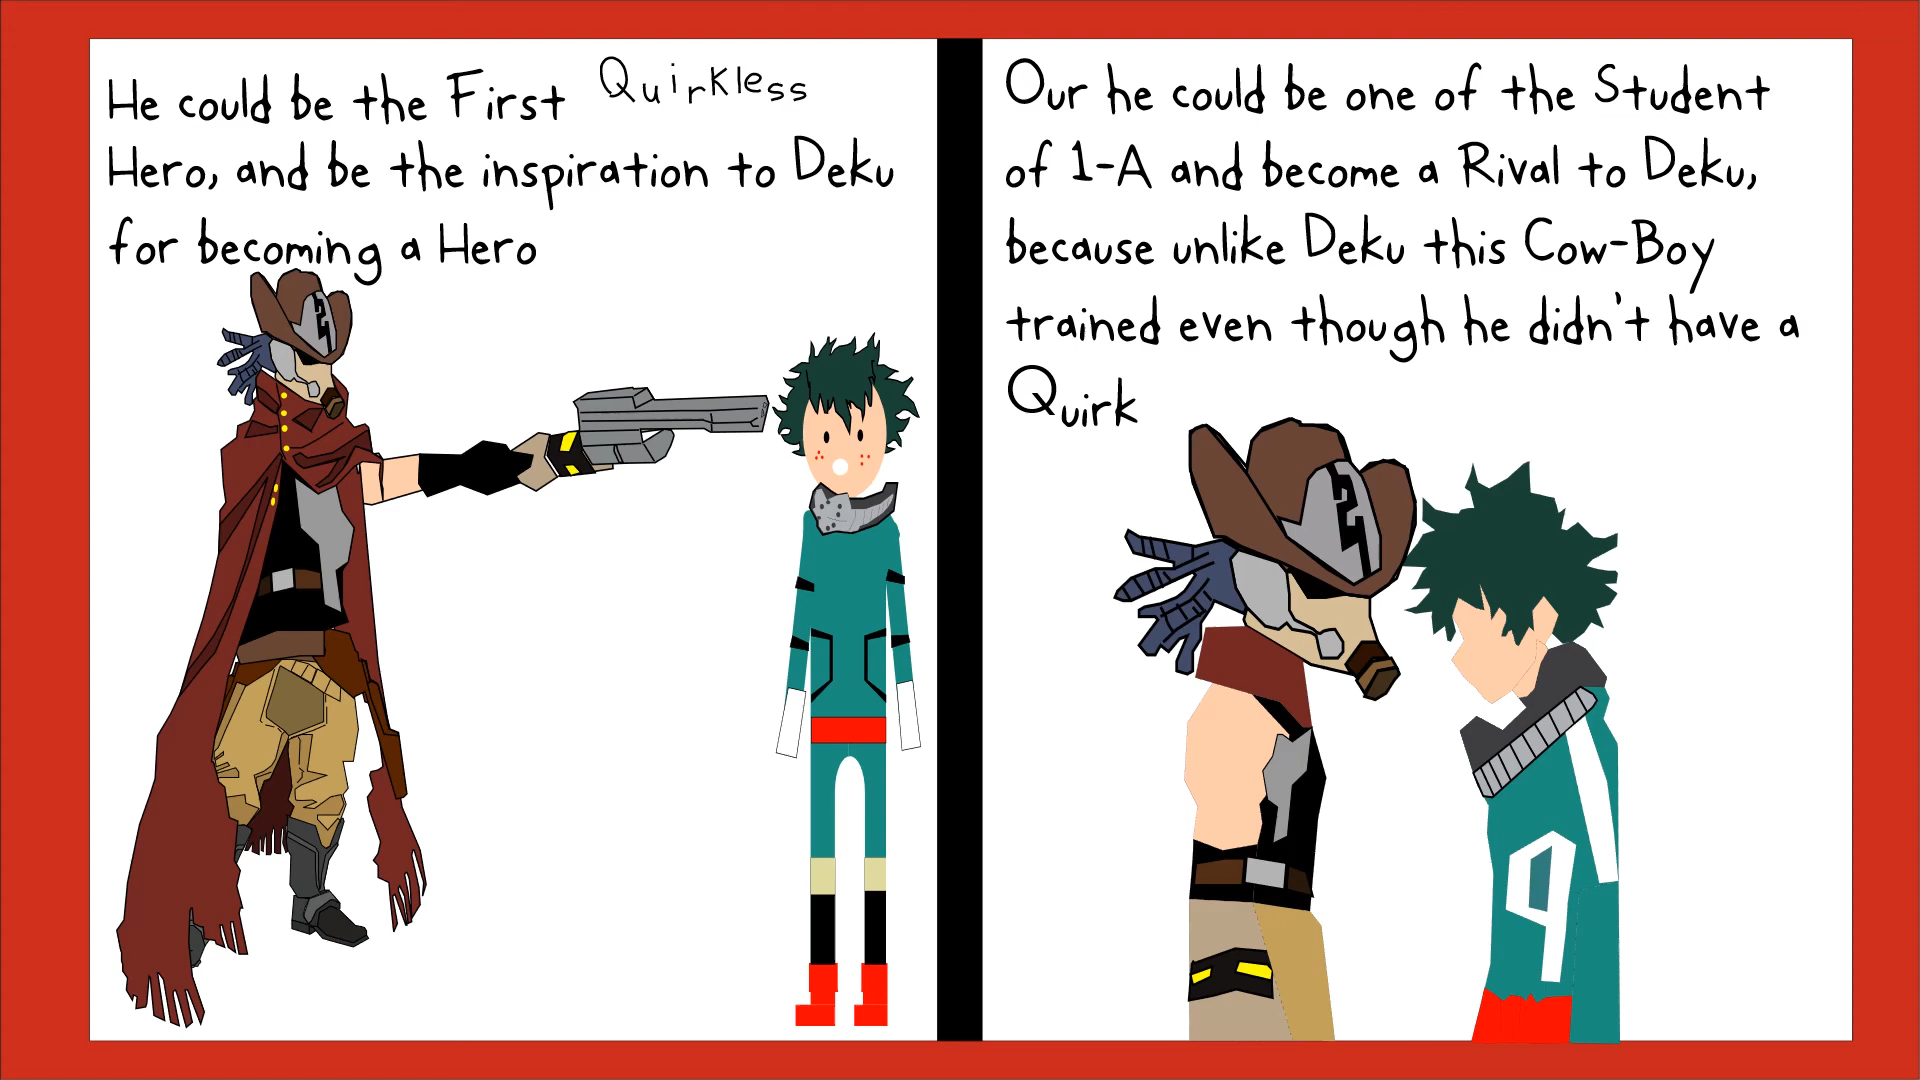 He could be the First Quirkless
Hero, and be the inspiration to Deku
for becoming a Hero
Our he could be one of the Student
of 1-A and become a Rival to Deku,
because unlike Deku this Cow-Boy
trained even though he didn't have a
Quirk